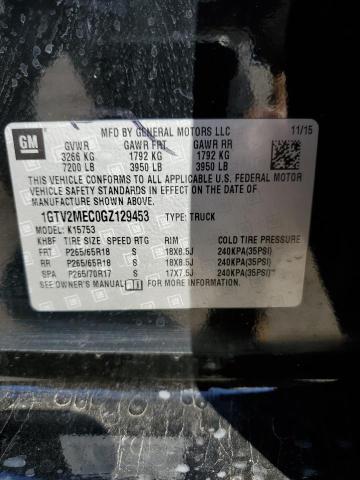 MFD BY GENERAL MOTORS LLC 11/15
GM GVWR GAWR FRT GAWR RR
3266 KG 1792 KG 1792 KG
7200 LB 3950 LB 3950 LB
THIS VEHICLE CONFORMS TO ALL APPLICABLE U.S. FEDERAL MOTOR
VEHICLE SAFETY STANDARDS IN EFFECT ON THE DATE OF
MANUFACTURE SHOWN ABOVE.
1GTV2MEC0GZ129453 TYPE: TRUCK
MODEL: K15753
KHBF TIRE SIZE SPEED RTG RIM COLD TIRE PRESSURE
FRT P265/65R18 S 18X8.5J 240KPA(35PSI)
RR P265/65R18 S 18X8.5J 240KPA(35PSI)
SPA P265/70R17 S 17X7.5J 240KPA(35PSI)
SEE OWNER'S MANUAL FOR MORE INFORMATION.